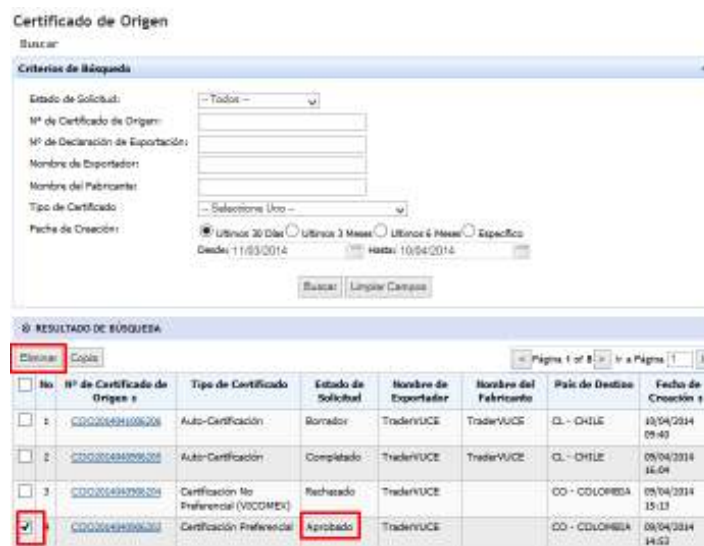 Certificado de Origen
Buscar
Criterios de Búsqueda
Estado de Solicitud: -- Todos --
Nº de Certificado de Origen:
Nº de Declaración de Exportación:
Nombre de Exportador:
Nombre del Fabricante:
Tipo de Certificado -- Seleccione Uno --
Fecha de Creación: Ultimos 30 Días Ultimos 3 Meses Ultimos 6 Meses Específico
Desde: 11/03/2014 Hasta: 10/04/2014
Buscar Limpiar Campos
RESULTADO DE BÚSQUEDA
Eliminar Copia < Página 1 of 8 > Ir a Página 1
No Nº de Certificado de Origen Tipo de Certificado Estado de Solicitud Nombre de Exportador Nombre del Fabricante País de Destino Fecha de Creación
1 Auto-Certificación Borrador TraderVUCE TraderVUCE CL - CHILE 10/04/2014 09:40
2 Auto-Certificación Completado TraderVUCE TraderVUCE CL - CHILE 09/04/2014 16:04
3 Certificación No Preferencial (VICOMEX) Rechazado TraderVUCE CO - COLOMBIA 09/04/2014 15:13
4 Certificación Preferencial Aprobado TraderVUCE CO - COLOMBIA 09/04/2014 14:53